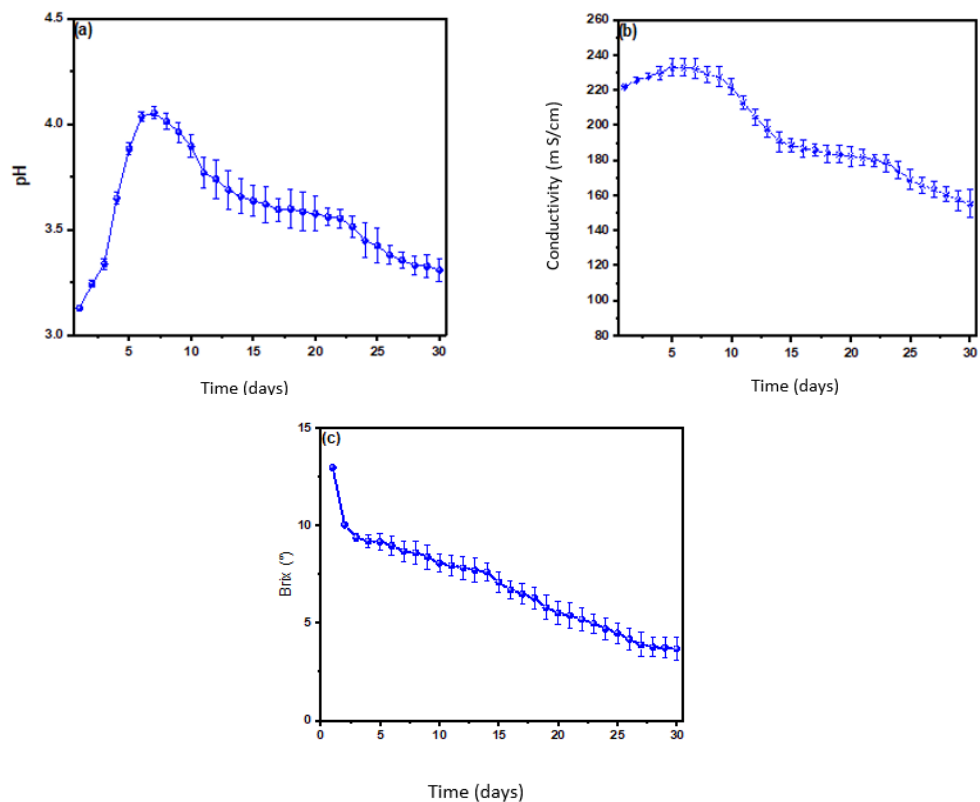 (a)
4.5
4.0
3.5
3.0
pH
5 10 15 20 25 30
Time (days)
(b)
260
240
220
200
180
160
140
120
100
80
Conductivity (m S/cm)
5 10 15 20 25 30
Time (days)
(c)
15
10
5
0
Brix (°)
0 5 10 15 20 25 30
Time (days)